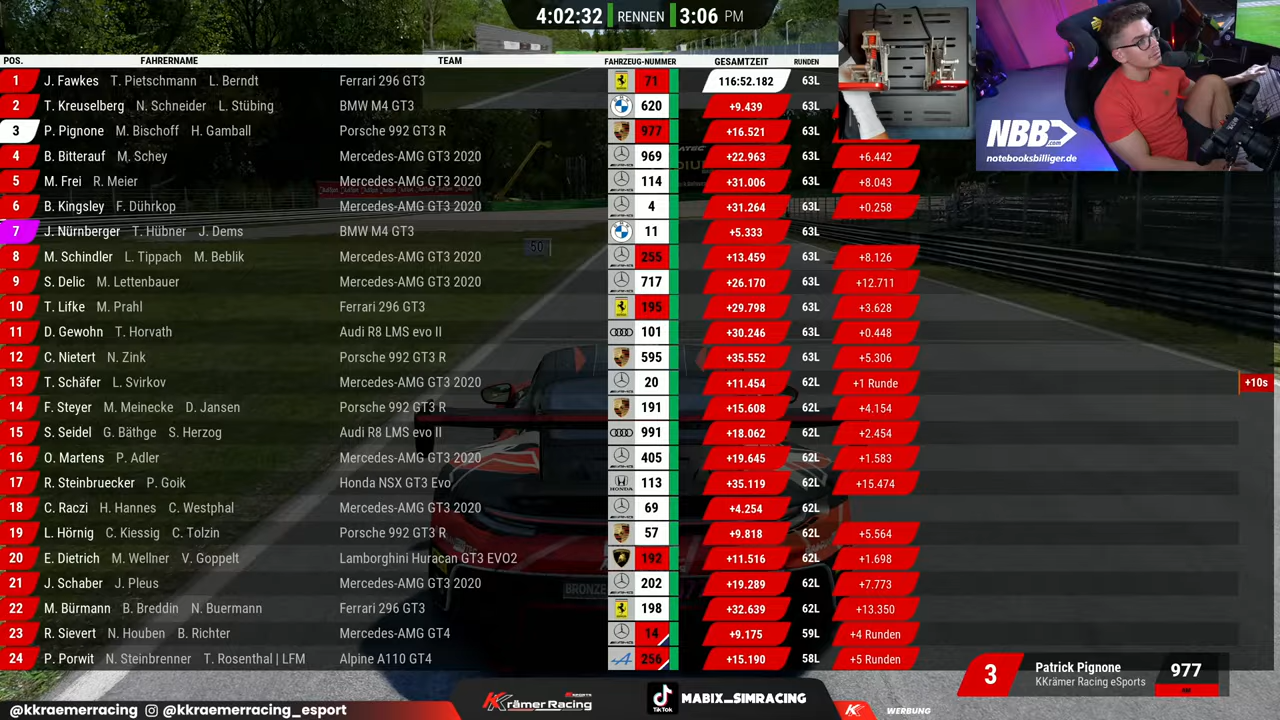 4:02:32 RENNEN 3:06 PM
POS. FAHRERNAME TEAM FAHRZEUG-NUMMER GESAMTZEIT RUNDEN
1 J. Fawkes T. Pietschmann L. Berndt Ferrari 296 GT3 71 116:52.182 63L
2 T. Kreuselberg N. Schneider L. Stübing BMW M4 GT3 620 +9.439 63L
3 P. Pignone M. Bischoff H. Gamball Porsche 992 GT3 R 977 +16.521 63L
4 B. Bitterauf M. Schey Mercedes-AMG GT3 2020 969 +22.963 63L +6.442
5 M. Frei R. Meier Mercedes-AMG GT3 2020 114 +31.006 63L +8.043
6 B. Kingsley F. Dührkop Mercedes-AMG GT3 2020 4 +31.264 63L +0.258
7 J. Nürnberger T. Hübner J. Dems BMW M4 GT3 11 +5.333 63L
8 M. Schindler L. Tippach M. Beblik Mercedes-AMG GT3 2020 255 +13.459 63L +8.126
9 S. Delic M. Jattenbauer Mercedes-AMG GT3 2020 717 +26.170 63L +12.711
10 T. Lifke M. Prahl Ferrari 296 GT3 195 +29.798 63L +3.628
11 D. Gewohn T. Horvath Audi R8 LMS evo II 101 +30.246 63L +0.448
12 C. Nietert N. Zink Porsche 992 GT3 R 595 +35.552 63L +5.306
13 T. Schäfer L. Svirkov Mercedes-AMG GT3 2020 20 +11.454 62L +1 Runde +10s
14 F. Steyer M. Meinecke D. Jansen Porsche 992 GT3 R 191 +15.608 62L +4.154
15 S. Seidel G. Bäthge S. Herzog Audi R8 LMS evo II 991 +18.062 62L +2.454
16 O. Martens P. Adler Mercedes-AMG GT3 2020 405 +19.645 62L +1.583
17 R. Steinbruecker P. Goik Honda NSX GT3 Evo 113 +35.119 62L +15.474
18 C. Raczi H. Hannes C. Westphal Mercedes-AMG GT3 2020 69 +4.254 62L
19 L. Hörnig C. Kiessig C. Tolzin Porsche 992 GT3 R 57 +9.818 62L +5.564
20 E. Dietrich M. Wellner V. Goppelt Lamborghini Huracan GT3 EVO2 192 +11.516 62L +1.698
21 J. Schaber J. Pleus Mercedes-AMG GT3 2020 202 +19.289 62L +7.773
22 M. Bürmann B. Breddin N. Buermann Ferrari 296 GT3 198 +32.639 62L +13.350
23 P. Sievert N. Houben B. Richter Mercedes AMG GT4 14 +9.175 59L +4 Runden
24 P. Porwit N. Steinbrenner T. Rosenthal | LFM Alpine A110 GT4 256 +15.190 58L +5 Runden
NBB.com
notebooksbilliger.de
50
BRONZE
3 Patrick Pignone 977
KKrämer Racing eSports AM
@kkraemerracing @kkraemerracing_esport
Krämer Racing ESPORTS
TikTok MABIX_SIMRACING
WERBUNG